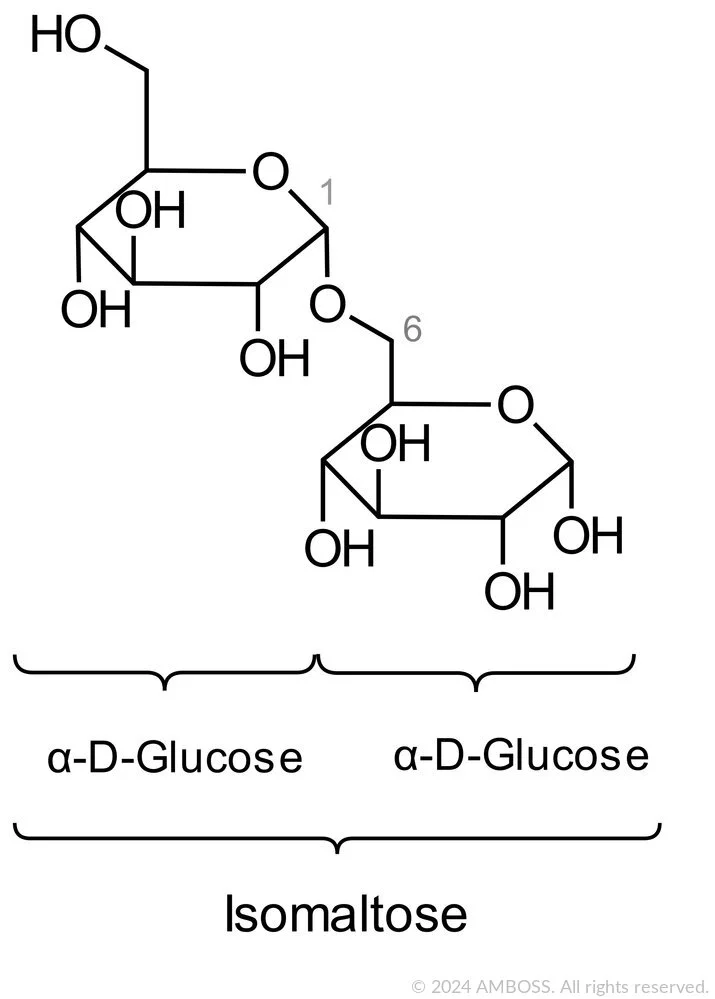 HO
O
1
OH
OH
O
6
OH
O
OH
OH
OH
OH
α-D-Glucose
α-D-Glucose
Isomaltose
© 2024 AMBOSS. All rights reserved.